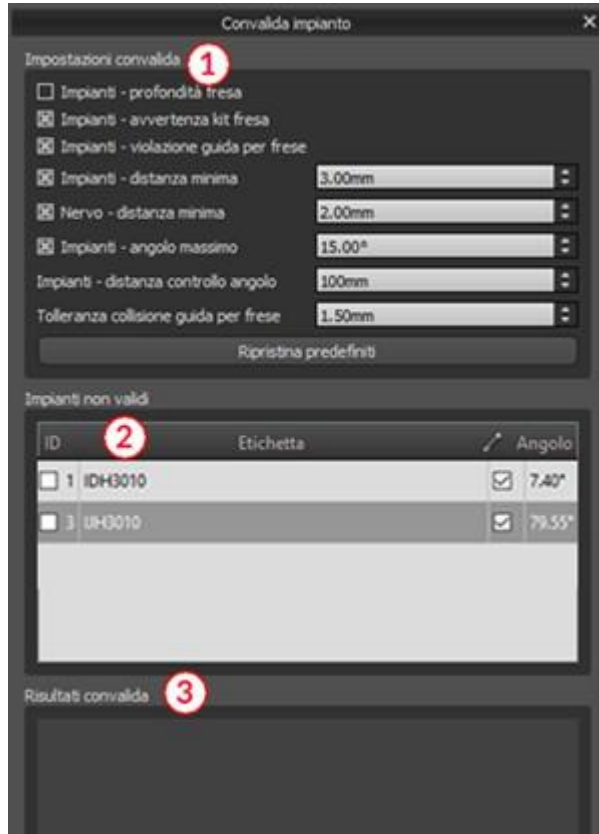 Convalida impianto
Impostazioni convalida 1
Impianti - profondità fresa
Impianti - avvertenza kit fresa
Impianti - violazione guida per frese
Impianti - distanza minima 3.00mm
Nervo - distanza minima 2.00mm
Impianti - angolo massimo 15.00°
Impianti - distanza controllo angolo 100mm
Tolleranza collisione guida per frese 1.50mm
Ripristina predefiniti
Impianti non validi
ID 2 Etichetta Angolo
1 IDH3010 7.40°
3 UH3010 79.55°
Risultati convalida 3